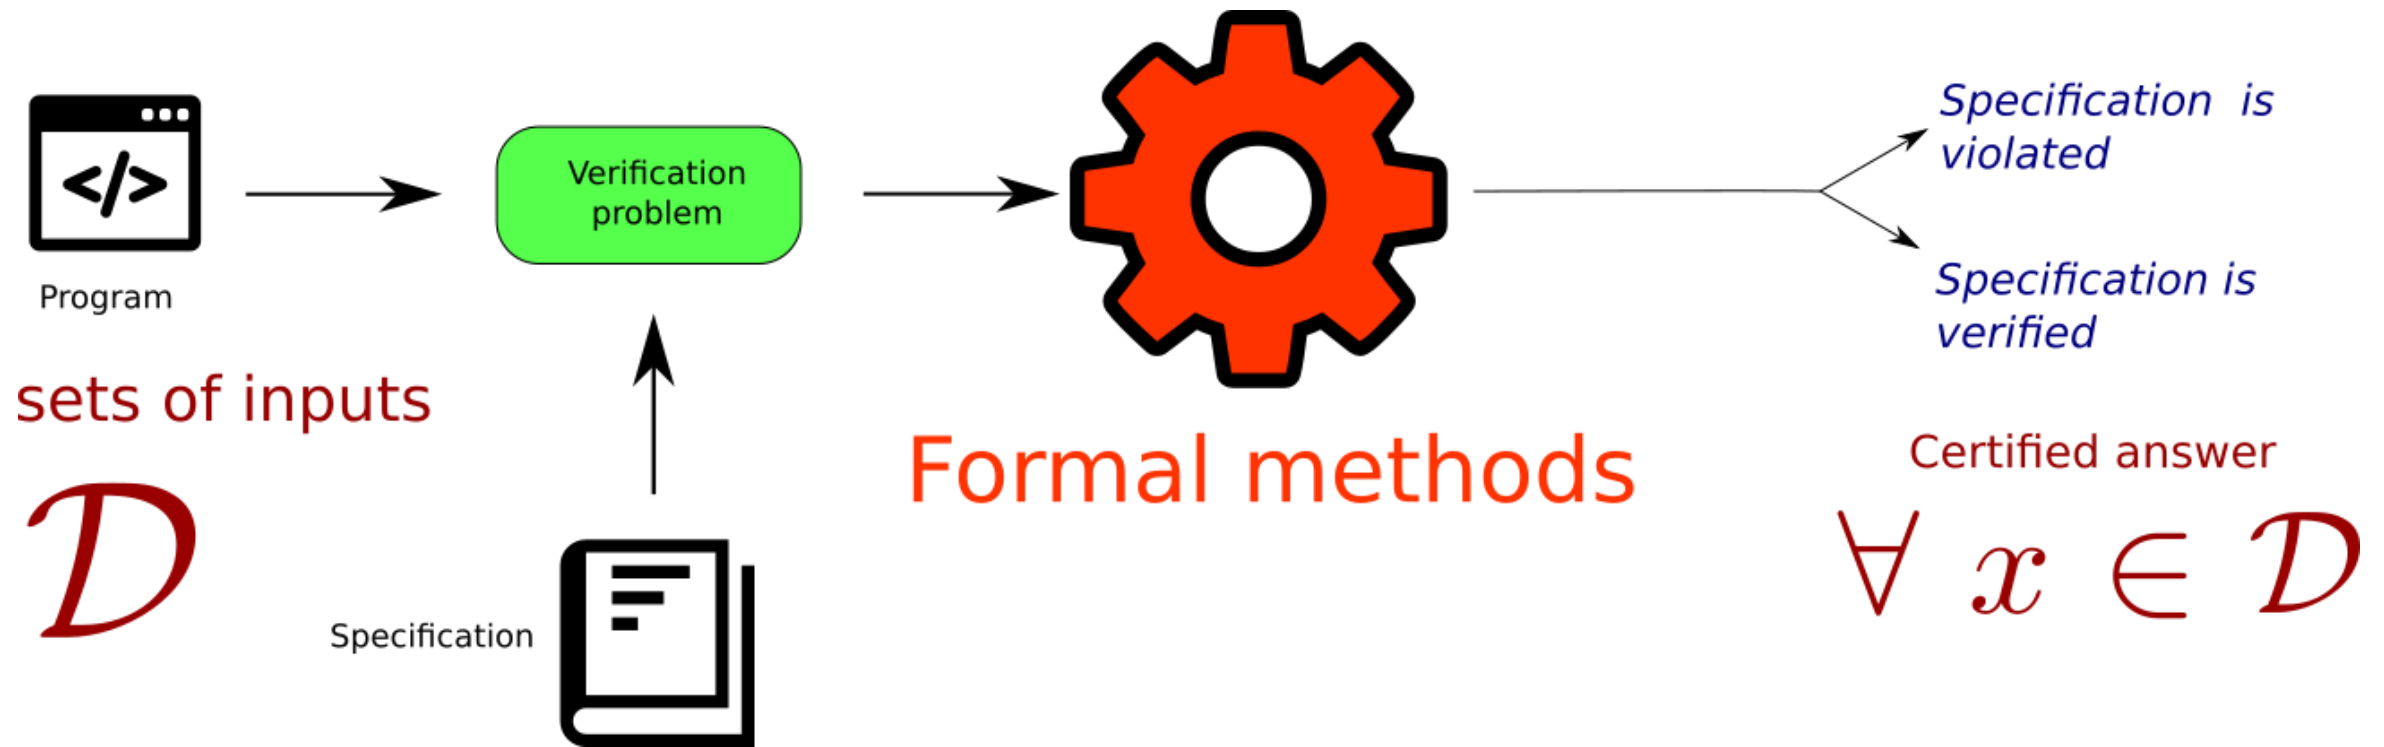 </>
Program
sets of inputs
𝒟
Verification
problem
Specification
Formal methods
Specification is
violated
Specification is
verified
Certified answer
∀ x ∈ 𝒟